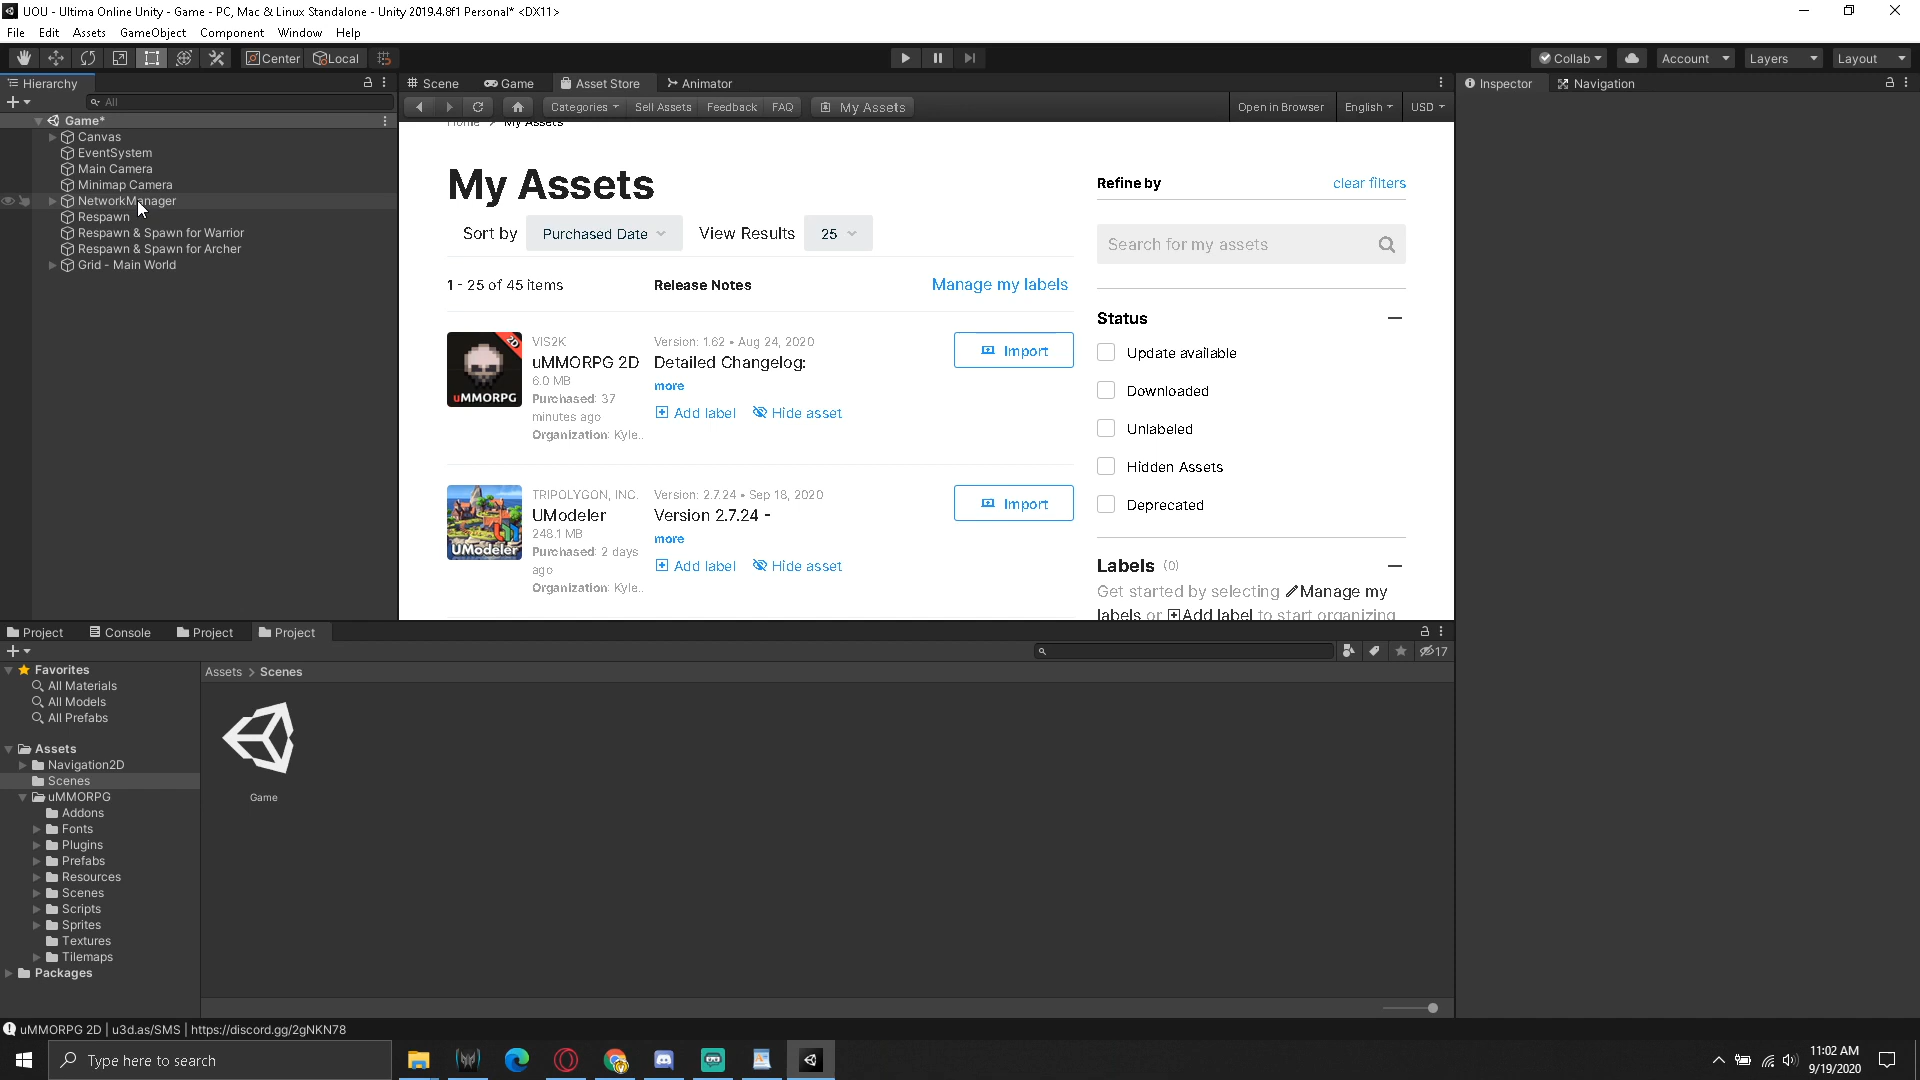 UOU - Ultima Online Unity - Game - PC, Mac & Linux Standalone - Unity 2019.4.8f1 Personal* <DX11>
File Edit Assets GameObject Component Window Help
Center Local Collab Account Layers Layout
Hierarchy
All
Game*
Canvas
EventSystem
Main Camera
Minimap Camera
NetworkManager
Respawn
Respawn & Spawn for Warrior
Respawn & Spawn for Archer
Grid - Main World
Scene Game Asset Store Animator
Categories Sell Assets Feedback FAQ My Assets Open in Browser English USD
Home > My Assets
My Assets
Sort by Purchased Date View Results 25
1 - 25 of 45 items Release Notes Manage my labels
2D
uMMORPG
VIS2K
uMMORPG 2D
6.0 MB
Purchased: 37
minutes ago
Organization: Kyle..
Version: 1.62 • Aug 24, 2020
Detailed Changelog:
more
Add label Hide asset
Import
UModeler
TRIPOLYGON, INC.
UModeler
248.1 MB
Purchased: 2 days
ago
Organization: Kyle..
Version: 2.7.24 • Sep 18, 2020
Version 2.7.24 -
more
Add label Hide asset
Import
Refine by clear filters
Search for my assets
Status
Update available
Downloaded
Unlabeled
Hidden Assets
Deprecated
Labels (0)
Get started by selecting Manage my
labels or Add label to start organizing
Inspector Navigation
Project Console Project Project
17
Favorites
All Materials
All Models
All Prefabs
Assets
Navigation2D
Scenes
uMMORPG
Addons
Fonts
Plugins
Prefabs
Resources
Scenes
Scripts
Sprites
Textures
Tilemaps
Packages
Assets > Scenes
Game
uMMORPG 2D | u3d.as/SMS | https://discord.gg/2gNKN78
Type here to search
11:02 AM
9/19/2020